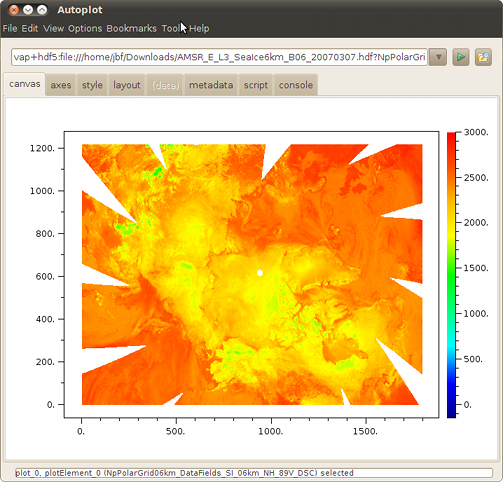 Autoplot
File Edit View Options Bookmarks Tools Help
vap+hdf5:file:///home/jbf/Downloads/AMSR_E_L3_SeaIce6km_B06_20070307.hdf?NpPolarGri
canvas axes style layout (data) metadata script console
1200.
1000.
800.
600.
400.
200.
0.
0. 500. 1000. 1500.
3000.
2500.
2000.
1500.
1000.
500.
0.
plot_0, plotElement_0 (NpPolarGrid06km_DataFields_SI_06km_NH_89V_DSC) selected